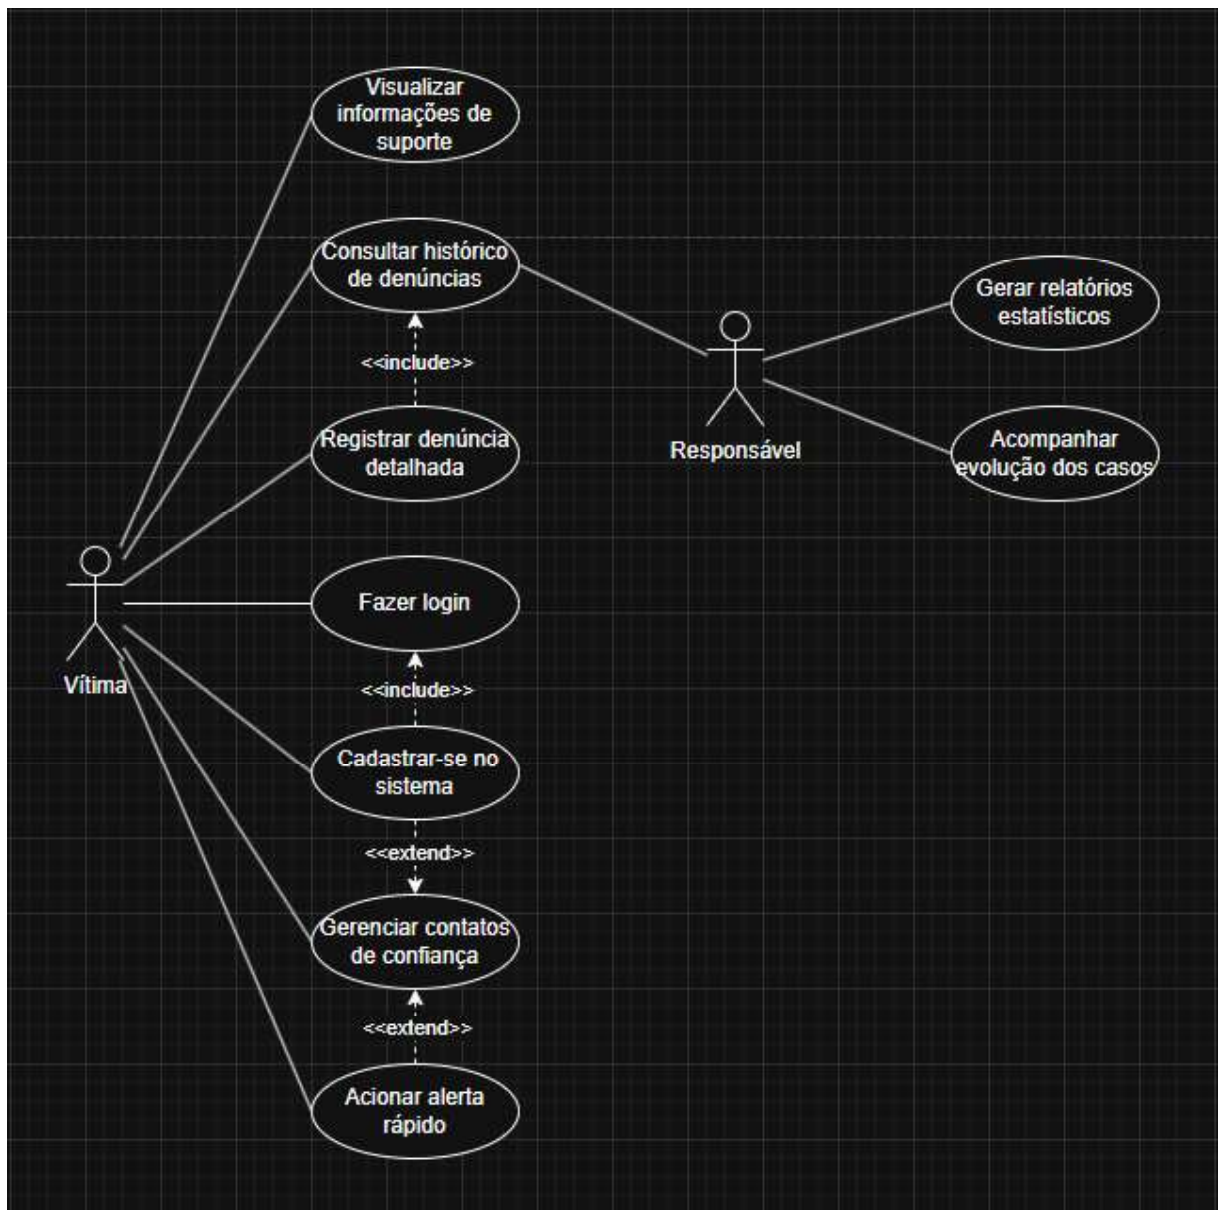 Visualizar
informações de
suporte
Consultar histórico
de denúncias
<<include>>
Registrar denúncia
detalhada
Fazer login
<<include>>
Cadastrar-se no
sistema
<<extend>>
Gerenciar contatos
de confiança
<<extend>>
Acionar alerta
rápido
Vítima
Responsável
Gerar relatórios
estatísticos
Acompanhar
evolução dos casos